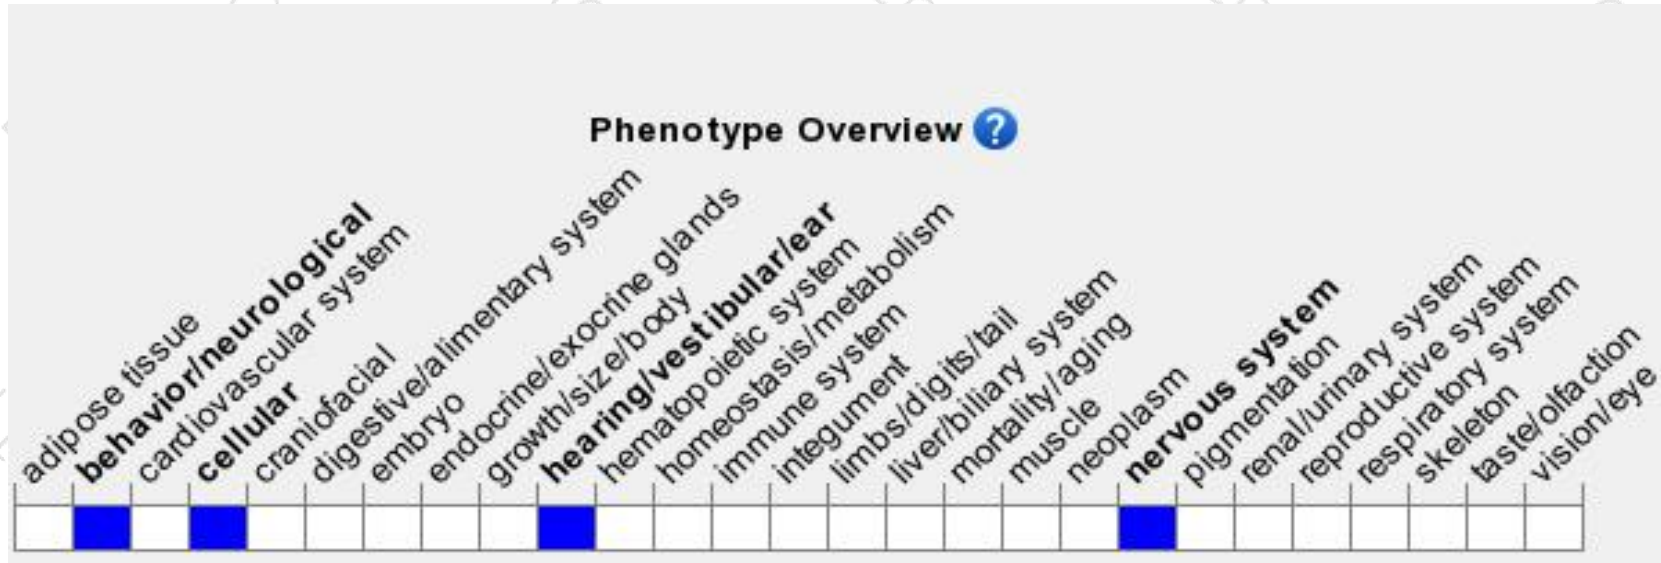 Phenotype Overview ?
adipose tissue
behavior/neurological
cardiovascular system
cellular
craniofacial
digestive/alimentary system
embryo
endocrine/exocrine glands
growth/size/body
hearing/vestibular/ear
hematopoietic system
homeostasis/metabolism
immune system
integument
limbs/digits/tail
liver/biliary system
mortality/aging
muscle
neoplasm
nervous system
pigmentation
renal/urinary system
reproductive system
respiratory system
skeleton
taste/olfaction
vision/eye